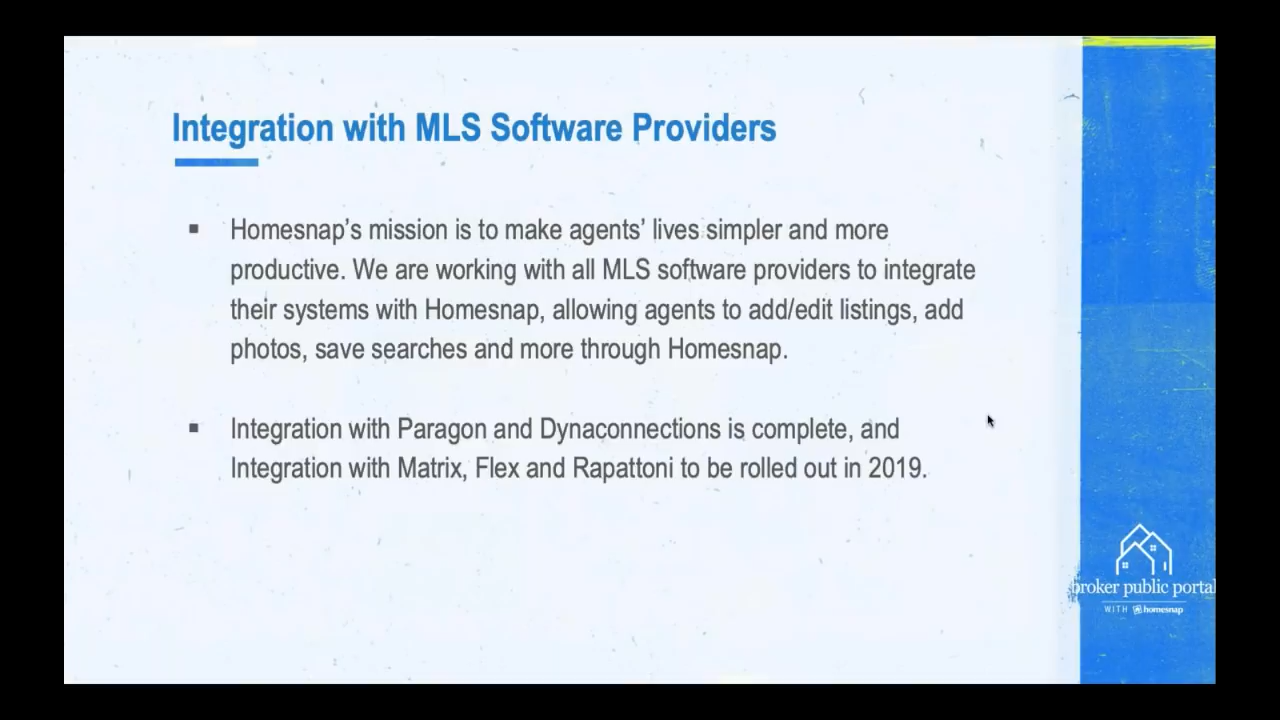 Integration with MLS Software Providers
▪ Homesnap’s mission is to make agents’ lives simpler and more
productive. We are working with all MLS software providers to integrate
their systems with Homesnap, allowing agents to add/edit listings, add
photos, save searches and more through Homesnap.
▪ Integration with Paragon and Dynaconnections is complete, and
Integration with Matrix, Flex and Rapattoni to be rolled out in 2019.
broker public portal
WITH homesnap